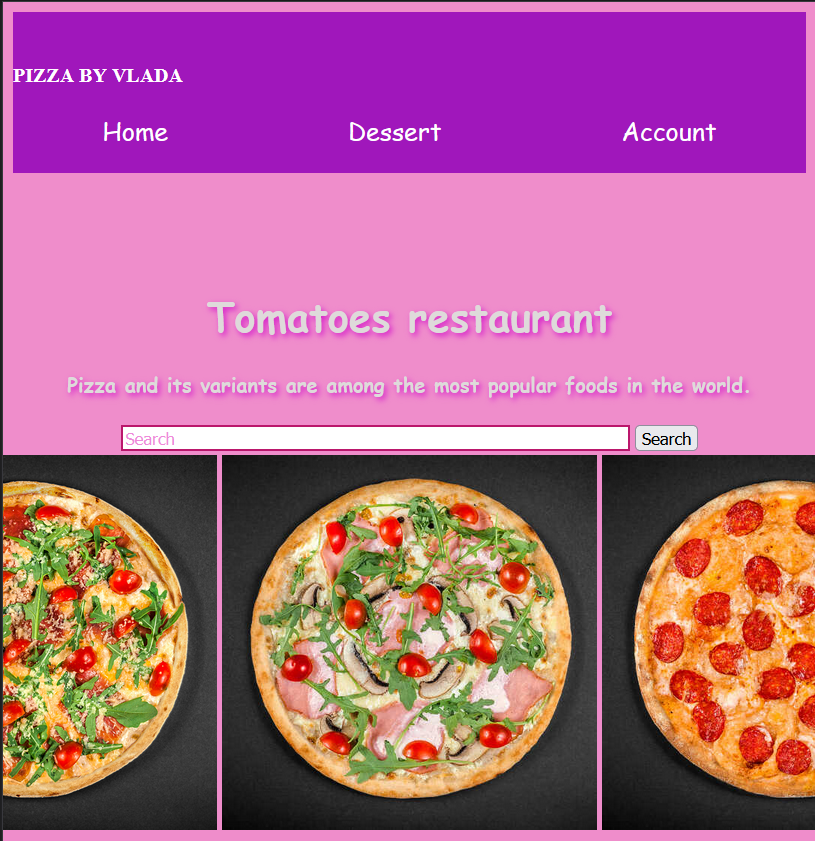 PIZZA BY VLADA
Home Dessert Account
Tomatoes restaurant
Pizza and its variants are among the most popular foods in the world.
Search Search